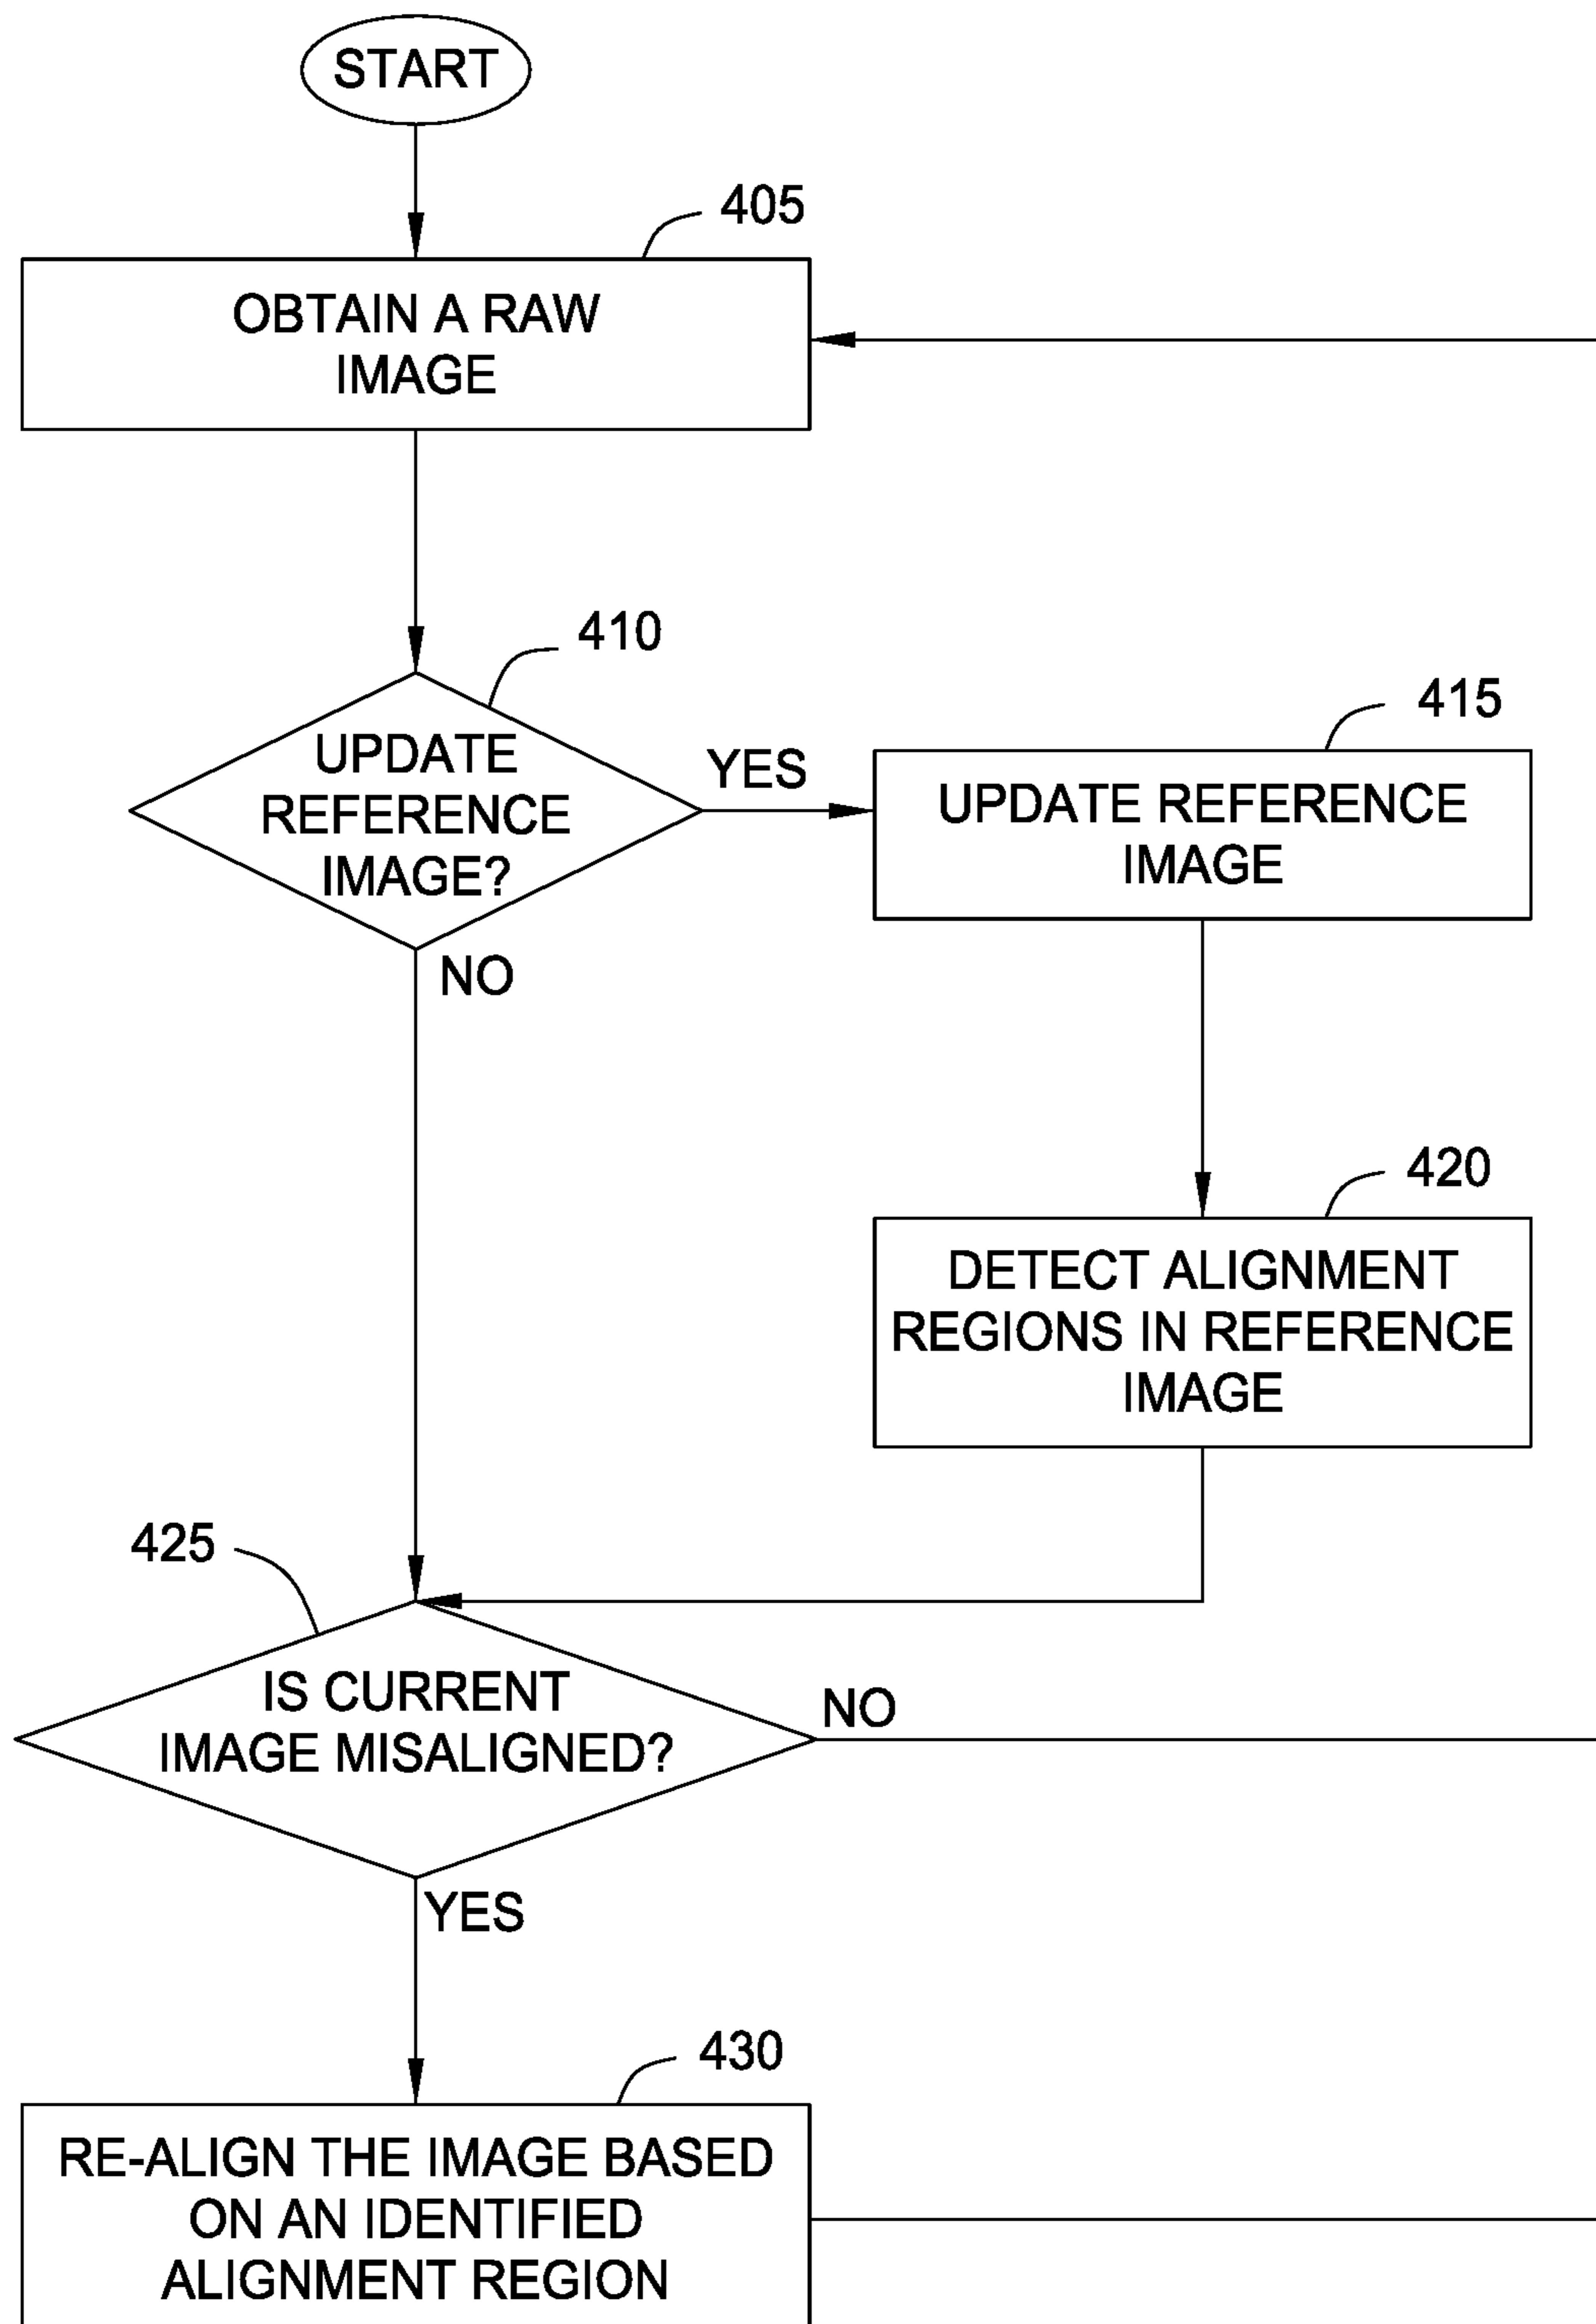 START
405
OBTAIN A RAW
IMAGE
410
UPDATE
REFERENCE
IMAGE?
YES
NO
415
UPDATE REFERENCE
IMAGE
420
DETECT ALIGNMENT
REGIONS IN REFERENCE
IMAGE
425
IS CURRENT
IMAGE MISALIGNED?
NO
YES
430
RE-ALIGN THE IMAGE BASED
ON AN IDENTIFIED
ALIGNMENT REGION